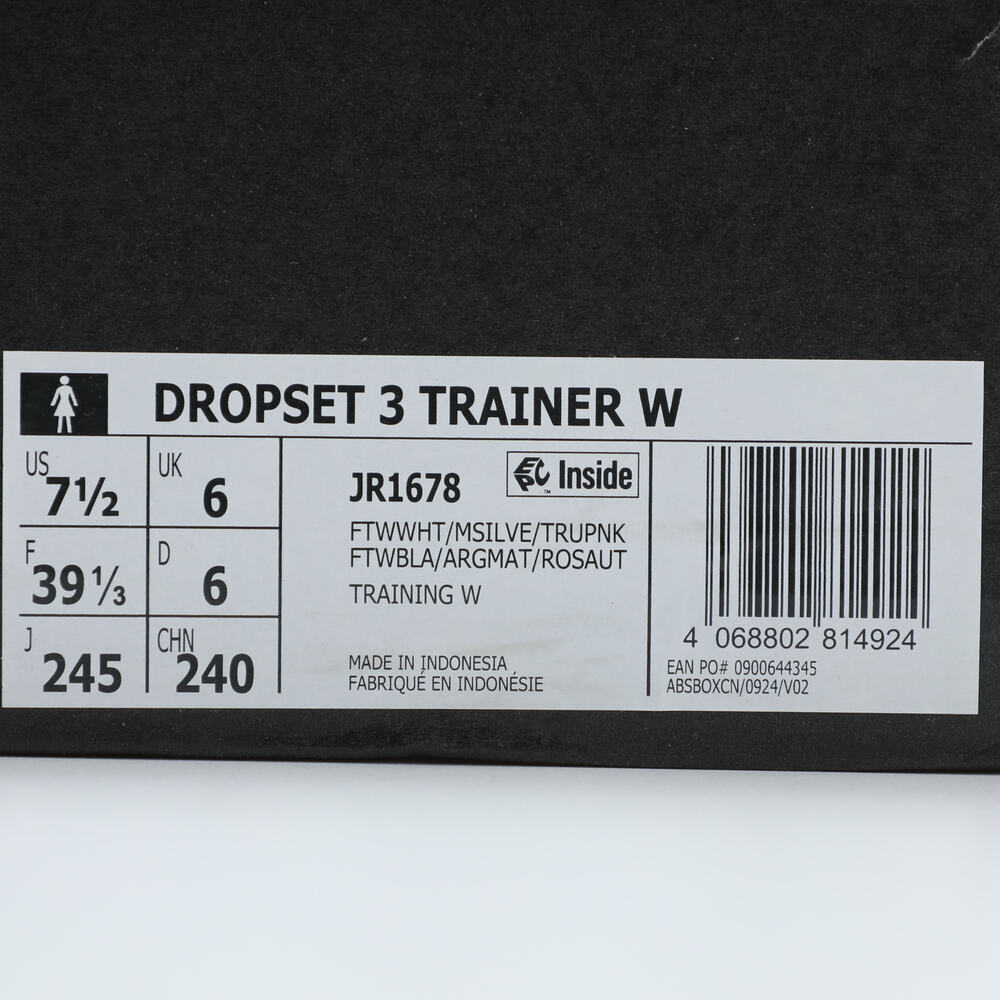 DROPSET 3 TRAINER W
US 7½
UK 6
F 39⅓
D 6
J 245
CHN 240
JR1678
EPC™ Inside
FTWWHT/MSILVE/TRUPNK
FTWBLA/ARGMAT/ROSAUT
TRAINING W
MADE IN INDONESIA
FABRIQUÉ EN INDONÉSIE
4 068802 814924
EAN PO# 0900644345
ABSBOXCN/0924/V02